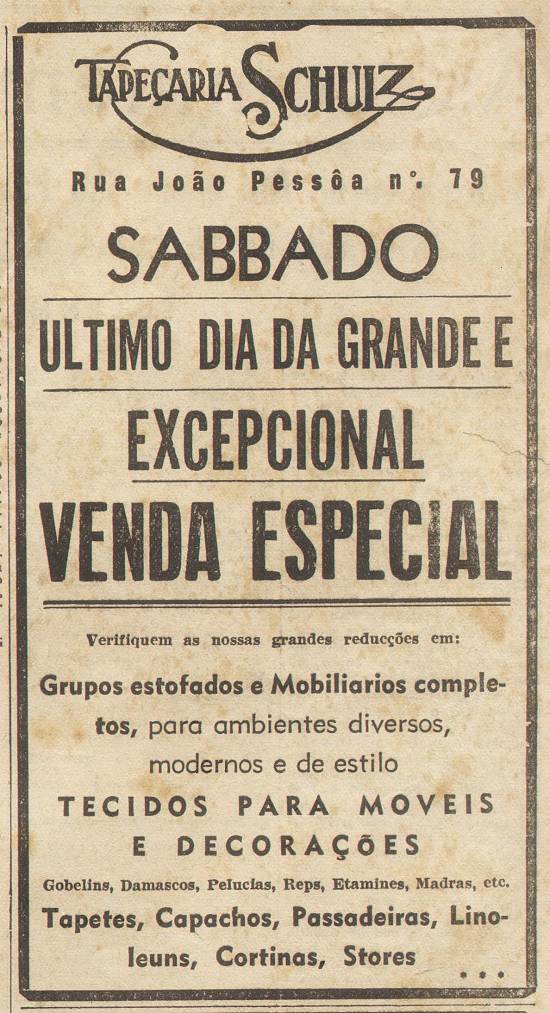 TAPEÇARIA SCHULZ
Rua João Pessôa nº. 79
SABBADO
ULTIMO DIA DA GRANDE E
EXCEPCIONAL
VENDA ESPECIAL
Verifiquem as nossas grandes reducções em:
Grupos estofados e Mobiliarios comple-
tos, para ambientes diversos,
modernos e de estilo
TECIDOS PARA MOVEIS
E DECORAÇÕES
Gobelins, Damascos, Pelucias, Reps, Etamines, Madras, etc.
Tapetes, Capachos, Passadeiras, Lino-
leuns, Cortinas, Stores
...